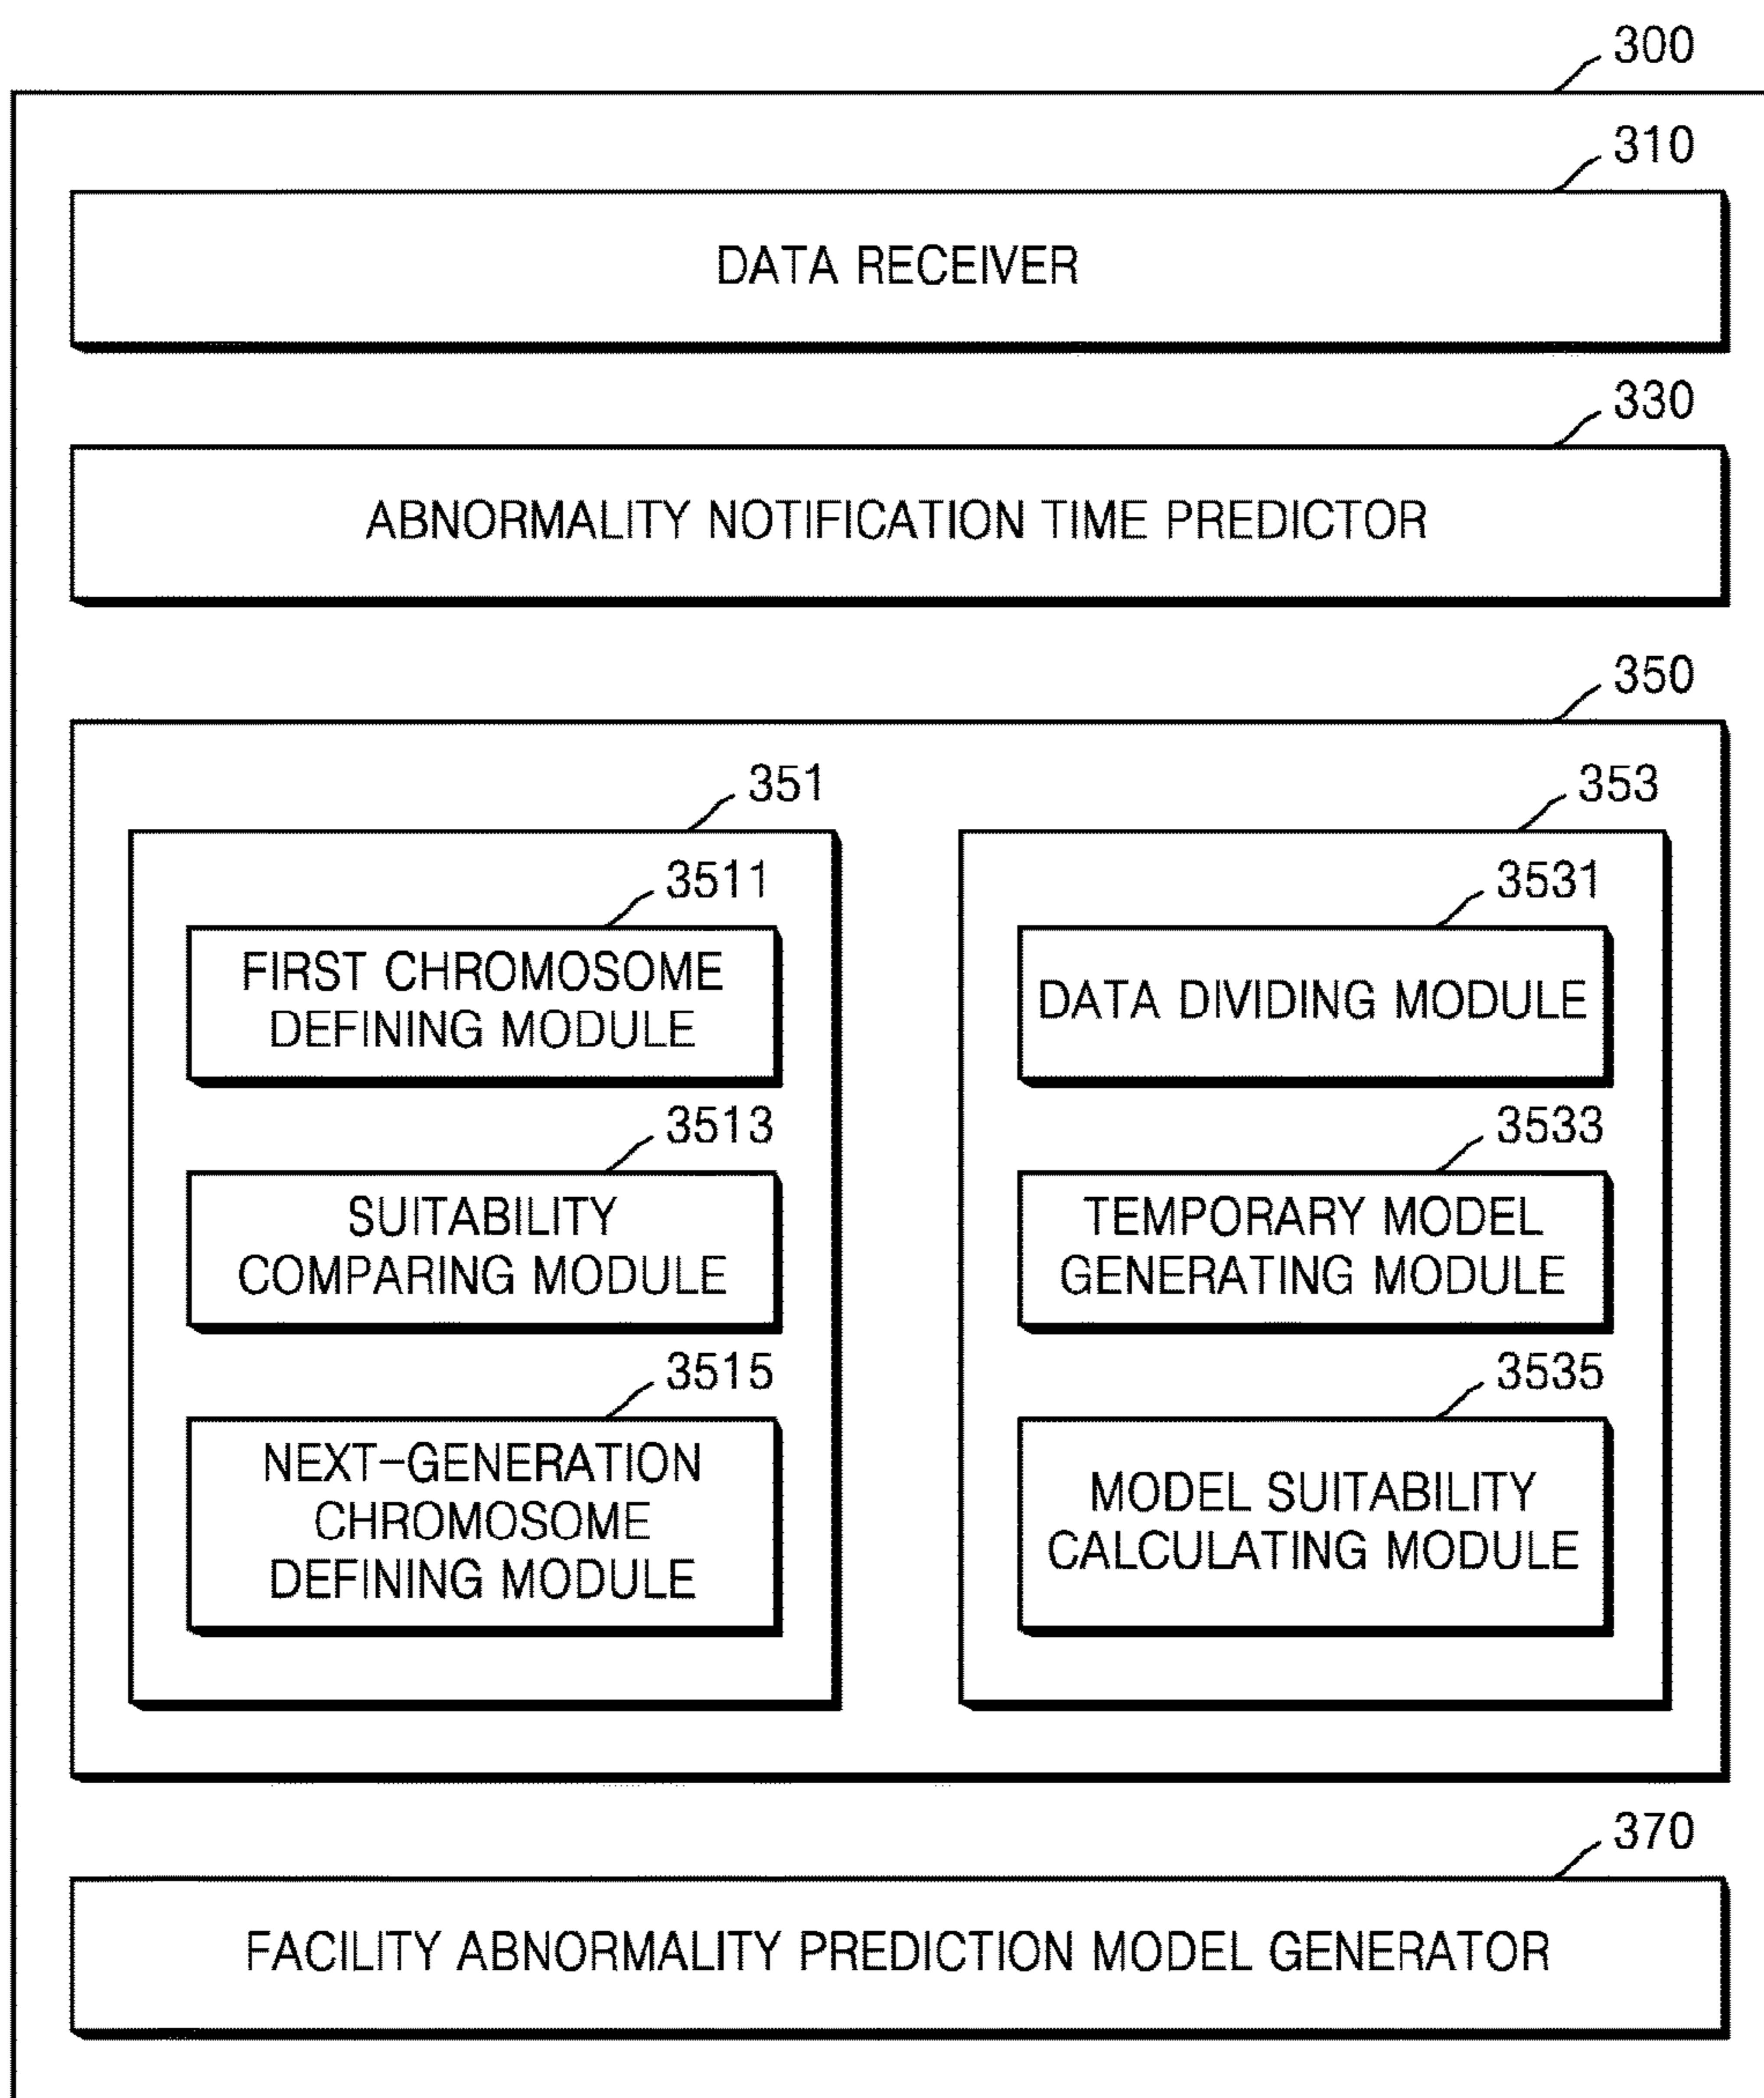 300
310
DATA RECEIVER
330
ABNORMALITY NOTIFICATION TIME PREDICTOR
350
351
353
3511
FIRST CHROMOSOME
DEFINING MODULE
3531
DATA DIVIDING MODULE
3513
SUITABILITY
COMPARING MODULE
3533
TEMPORARY MODEL
GENERATING MODULE
3515
NEXT-GENERATION
CHROMOSOME
DEFINING MODULE
3535
MODEL SUITABILITY
CALCULATING MODULE
370
FACILITY ABNORMALITY PREDICTION MODEL GENERATOR